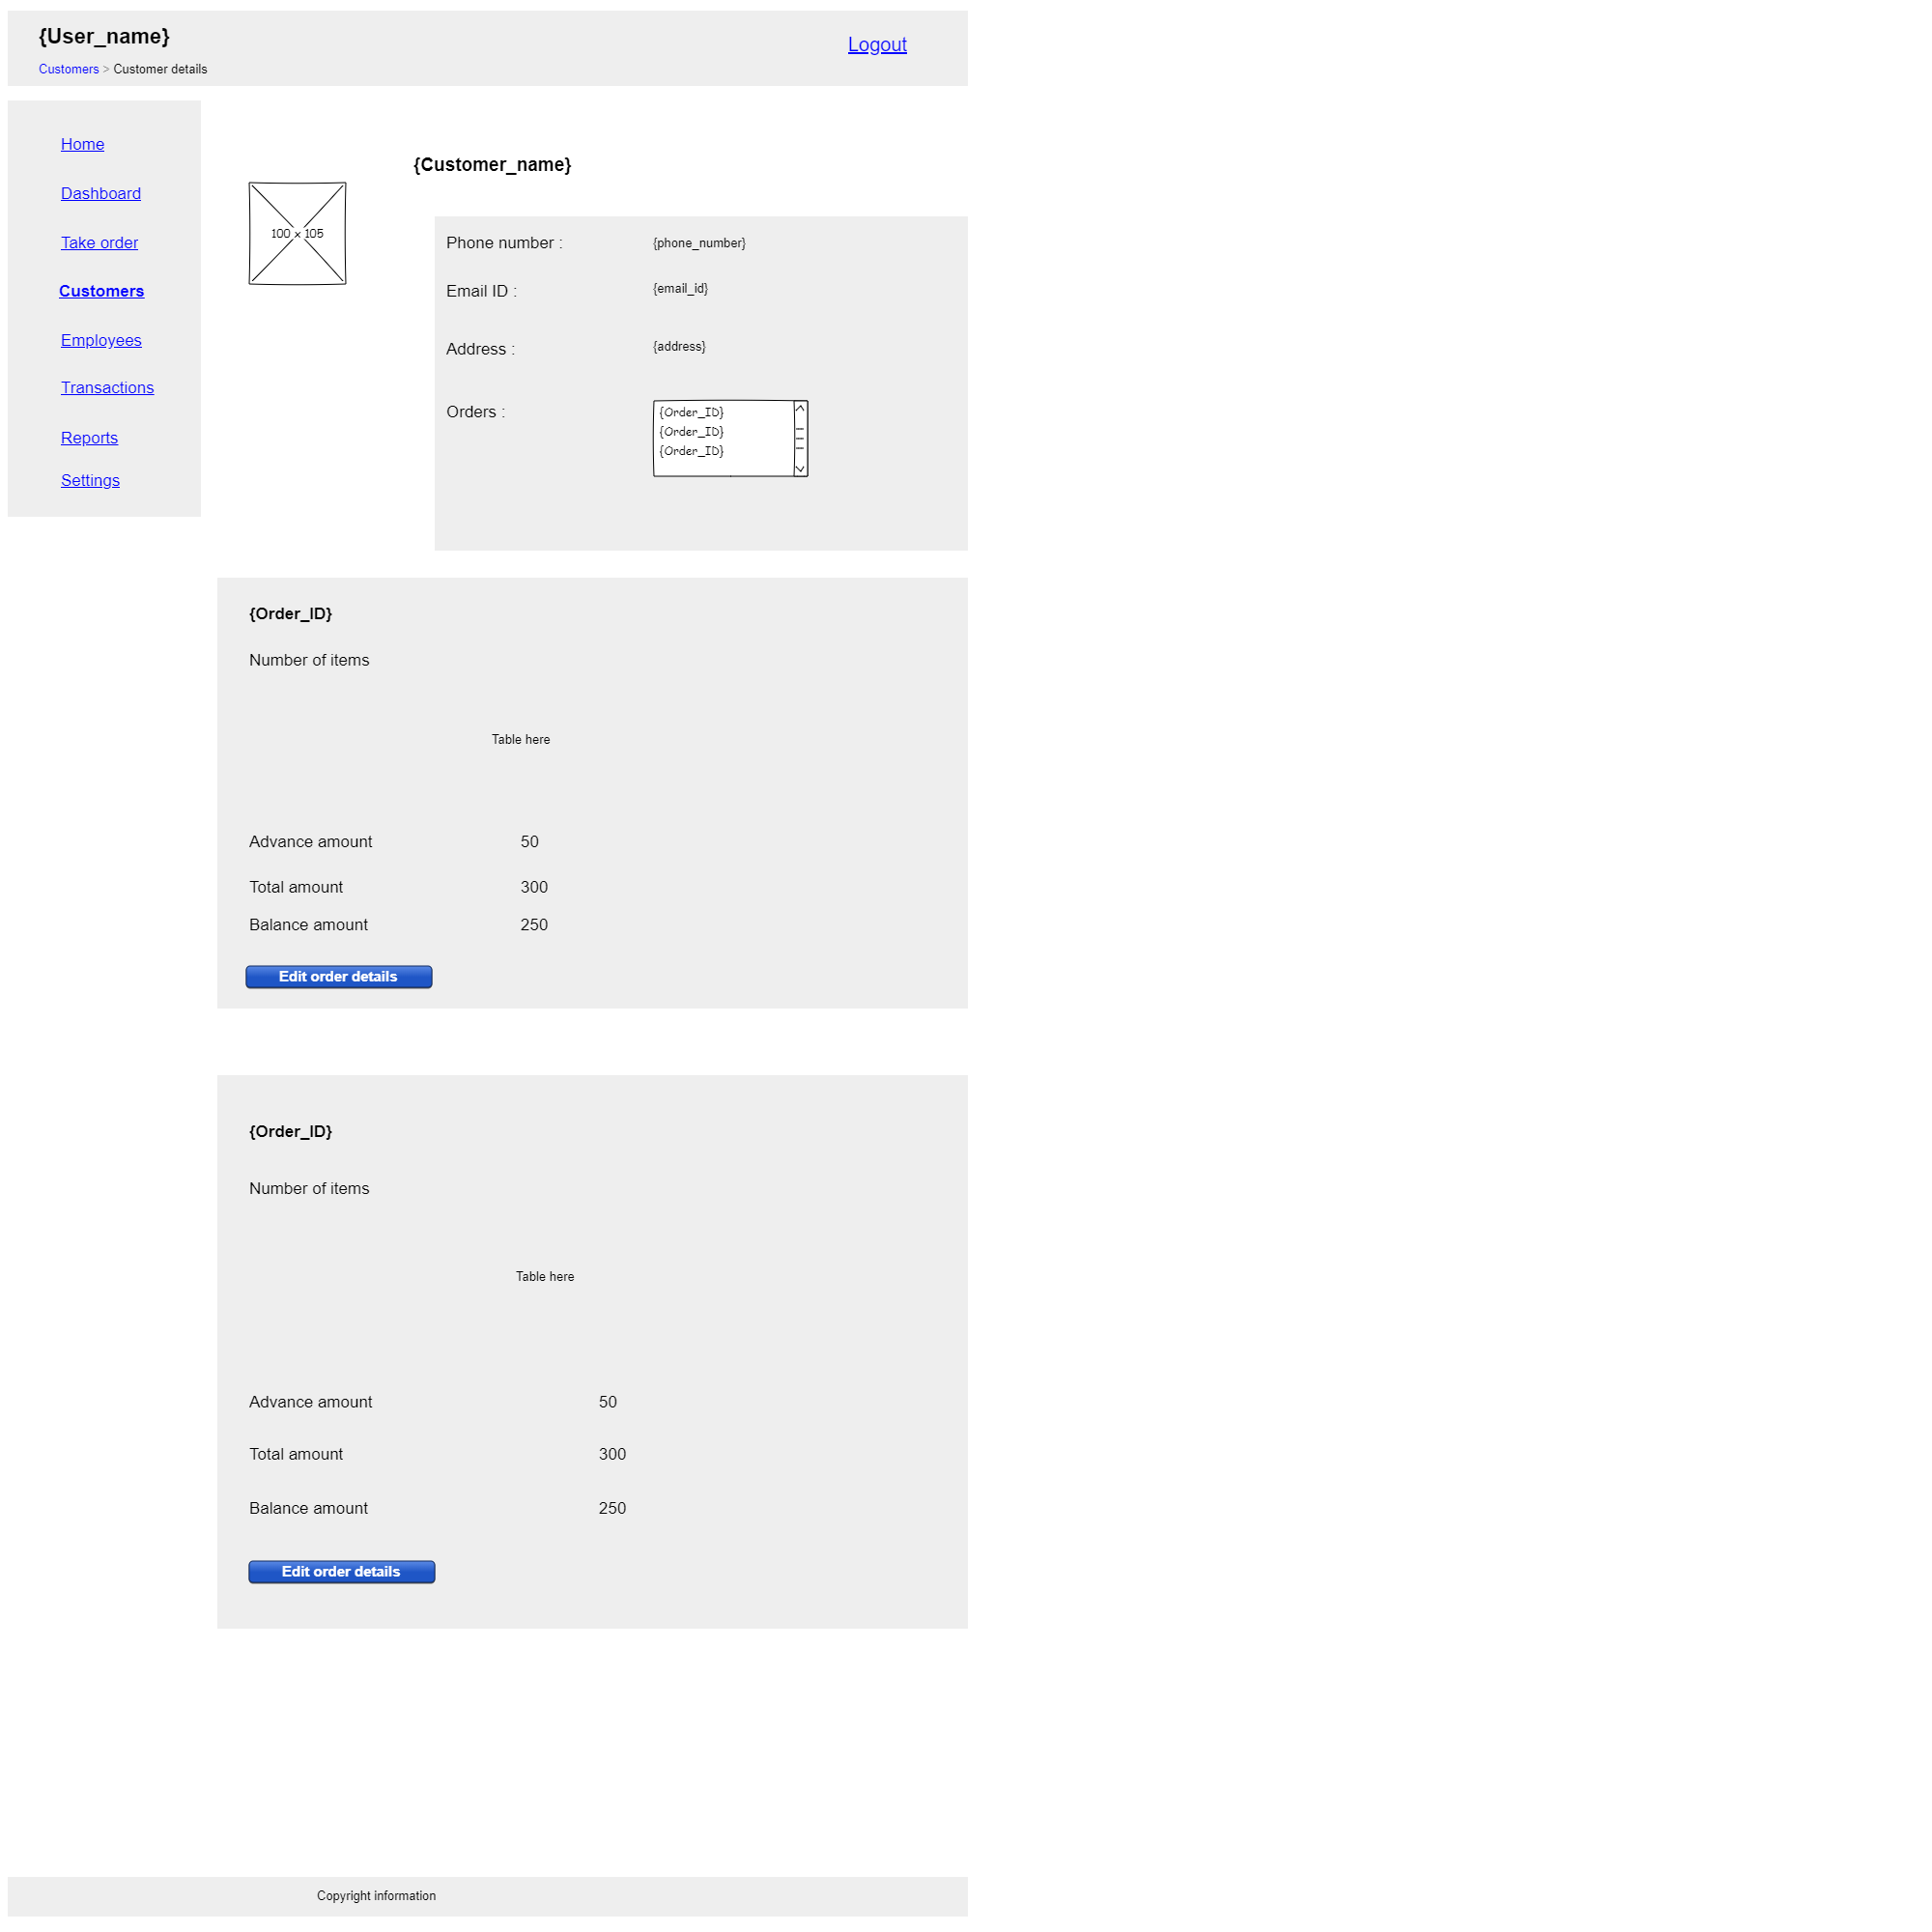 {User_name}
Logout
Customers > Customer details
Home
Dashboard
Take order
Customers
Employees
Transactions
Reports
Settings
{Customer_name}
100 × 105
Phone number : {phone_number}
Email ID : {email_id}
Address : {address}
Orders :
{Order_ID}
{Order_ID}
{Order_ID}
{Order_ID}
Number of items
Table here
Advance amount 50
Total amount 300
Balance amount 250
Edit order details
{Order_ID}
Number of items
Table here
Advance amount 50
Total amount 300
Balance amount 250
Edit order details
Copyright information